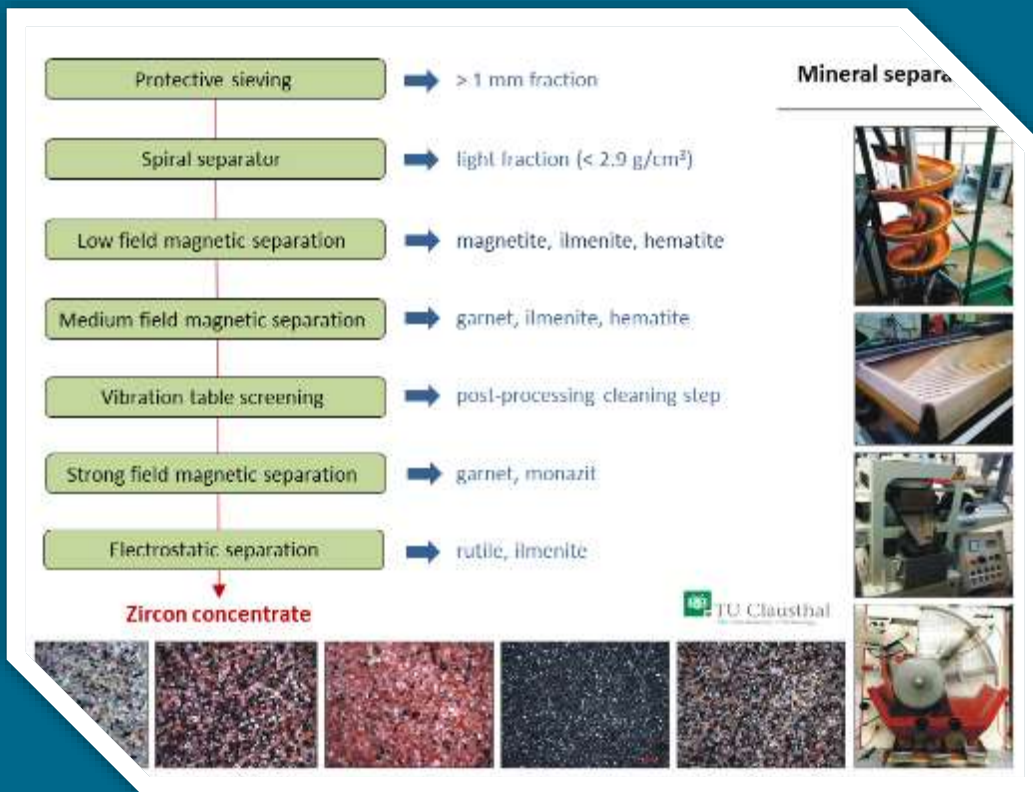 Mineral separa
Protective sieving
> 1 mm fraction
Spiral separator
light fraction (< 2.9 g/cm³)
Low field magnetic separation
magnetite, ilmenite, hematite
Medium field magnetic separation
garnet, ilmenite, hematite
Vibration table screening
post-processing cleaning step
Strong field magnetic separation
garnet, monazit
Electrostatic separation
rutile, ilmenite
Zircon concentrate
TU Clausthal